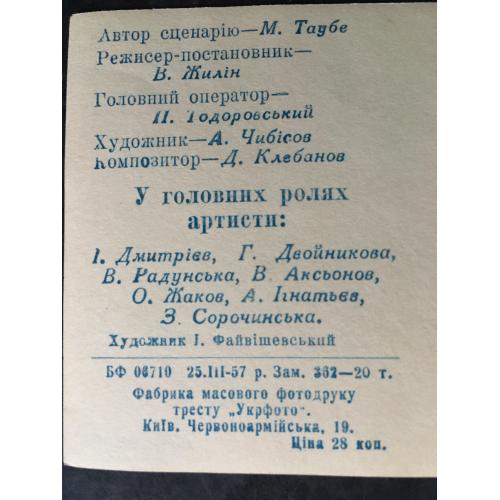 Автор сценарію—М. Таубе
Режисер-постановник—
В. Жилін
Головний оператор—
П. Тодоровський
Художник—А. Чибісов
Композитор—Д. Клебанов
У головних ролях
артисти:
І. Дмитрієв, Г. Двойникова,
В. Радунська, В. Аксьонов,
О. Жаков, А. Ігнатьєв,
З. Сорочинська.
Художник І. Файвішевський
БФ 06710 25.III-57 р. Зам. 362—20 т.
Фабрика масового фотодруку
тресту „Укрфото".
Київ. Червоноармійська, 19.
Ціна 28 коп.